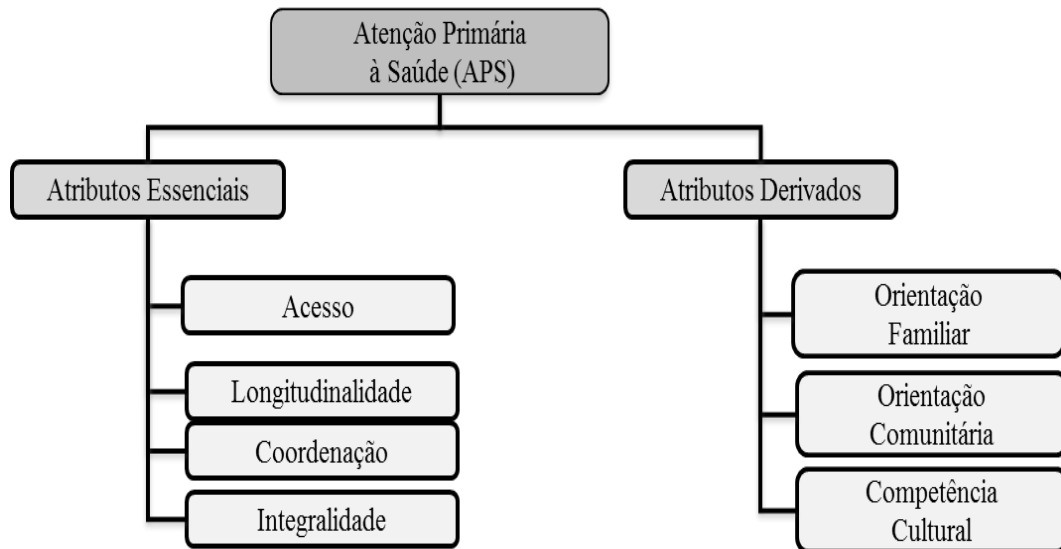 Atenção Primária
à Saúde (APS)
Atributos Essenciais
Acesso
Longitudinalidade
Coordenação
Integralidade
Atributos Derivados
Orientação
Familiar
Orientação
Comunitária
Competência
Cultural